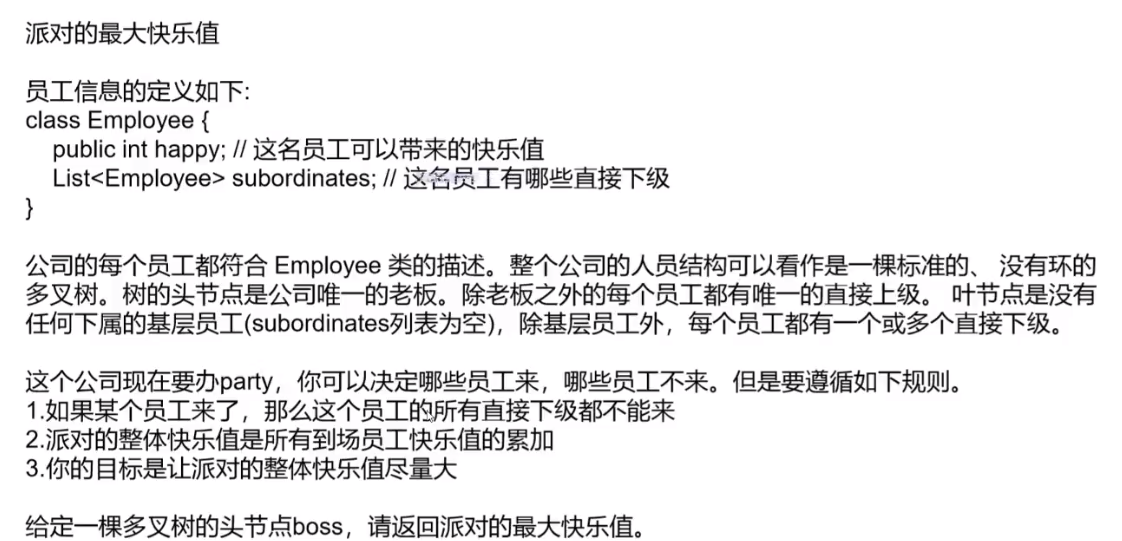 派对的最大快乐值
员工信息的定义如下:
class Employee {
public int happy; // 这名员工可以带来的快乐值
List<Employee> subordinates; // 这名员工有哪些直接下级
}
公司的每个员工都符合 Employee 类的描述。整个公司的人员结构可以看作是一棵标准的、 没有环的
多叉树。树的头节点是公司唯一的老板。除老板之外的每个员工都有唯一的直接上级。 叶节点是没有
任何下属的基层员工(subordinates列表为空)，除基层员工外，每个员工都有一个或多个直接下级。
这个公司现在要办party，你可以决定哪些员工来，哪些员工不来。但是要遵循如下规则。
1.如果某个员工来了，那么这个员工的所有直接下级都不能来
2.派对的整体快乐值是所有到场员工快乐值的累加
3.你的目标是让派对的整体快乐值尽量大
给定一棵多叉树的头节点boss，请返回派对的最大快乐值。